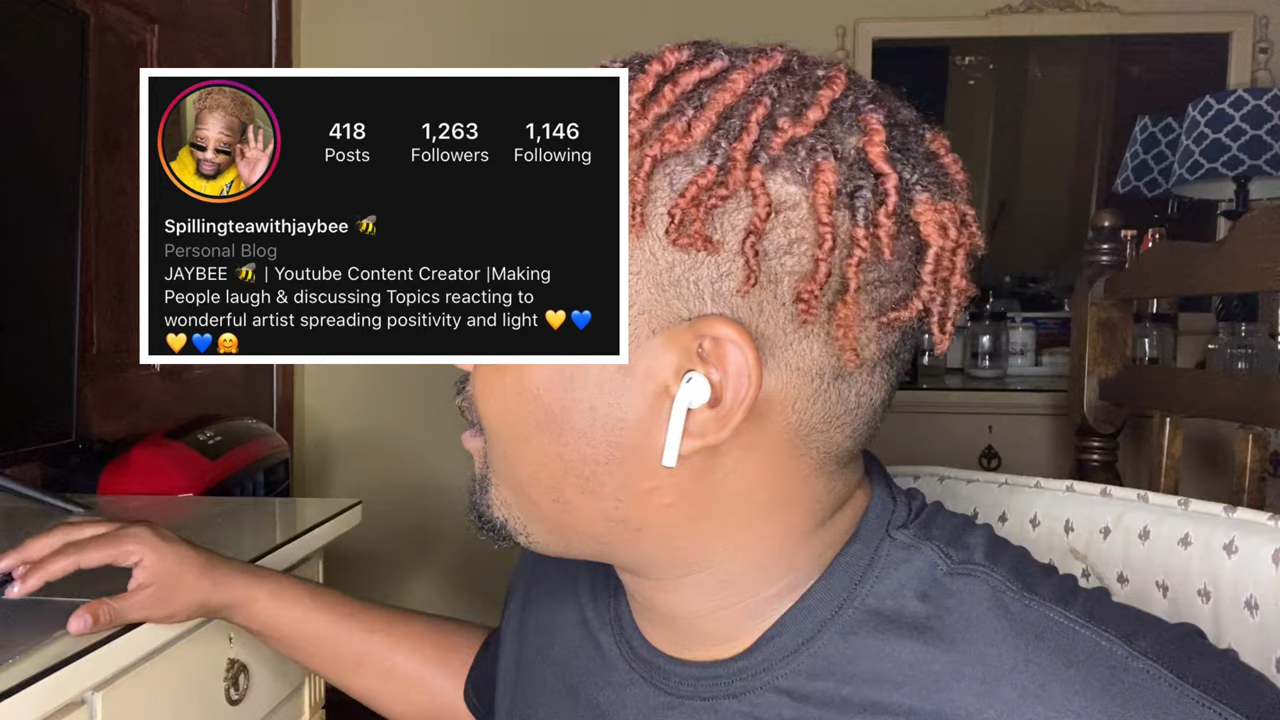 418 1,263 1,146
Posts Followers Following
Spillingteawithjaybee 🐝
Personal Blog
JAYBEE 🐝 | Youtube Content Creator |Making
People laugh & discussing Topics reacting to
wonderful artist spreading positivity and light 💛💙
💛💙🤗